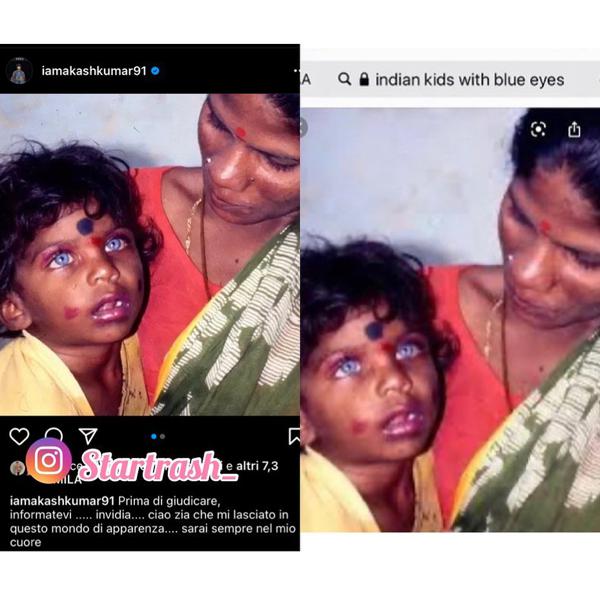 iamakashkumar91
A
indian kids with blue eyes
Startrash_
e altri 7,3
MILA
iamakashkumar91 Prima di giudicare,
informatevi ..... invidia.... ciao zia che mi lasciato in
questo mondo di apparenza.... sarai sempre nel mio
cuore